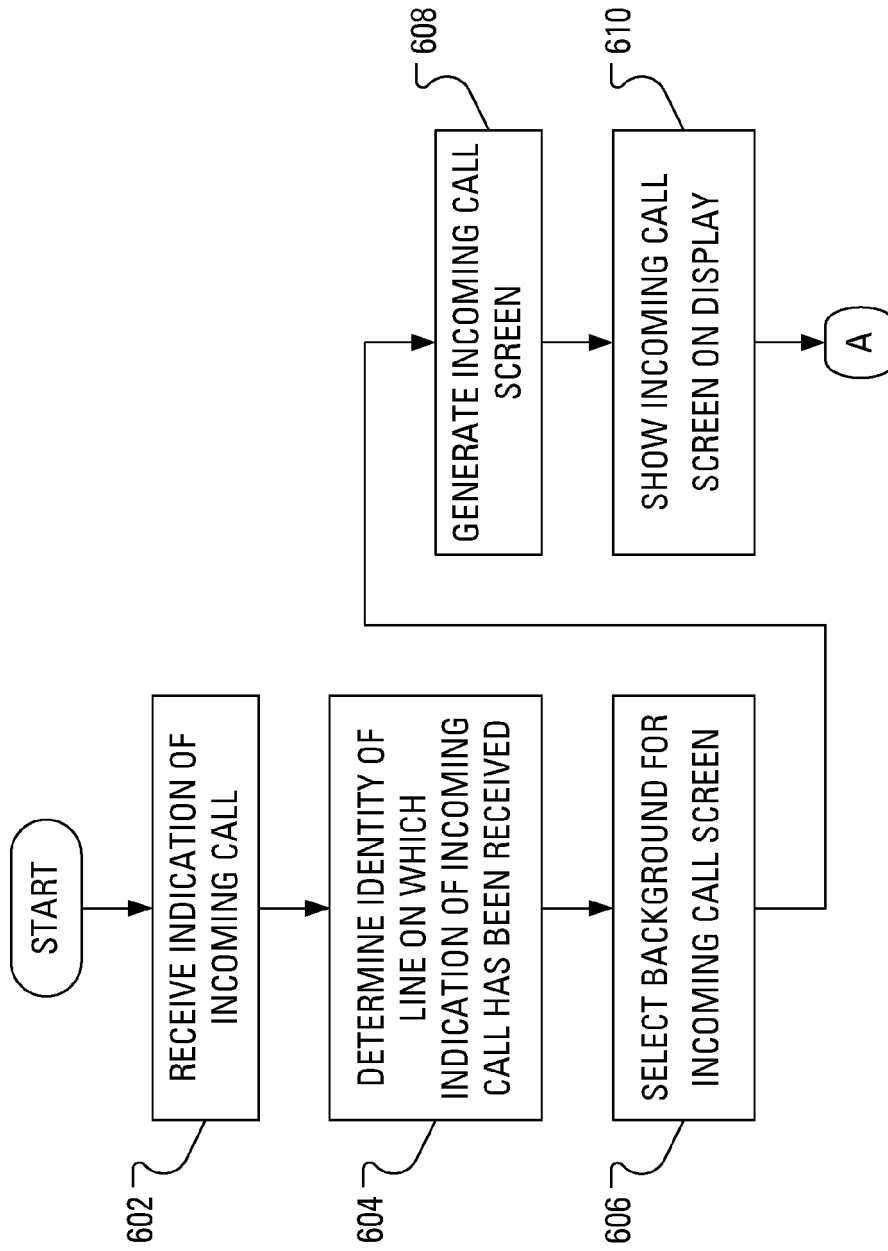 START
602
RECEIVE INDICATION OF
INCOMING CALL
604
DETERMINE IDENTITY OF
LINE ON WHICH
INDICATION OF INCOMING
CALL HAS BEEN RECEIVED
606
SELECT BACKGROUND FOR
INCOMING CALL SCREEN
608
GENERATE INCOMING CALL
SCREEN
610
SHOW INCOMING CALL
SCREEN ON DISPLAY
A